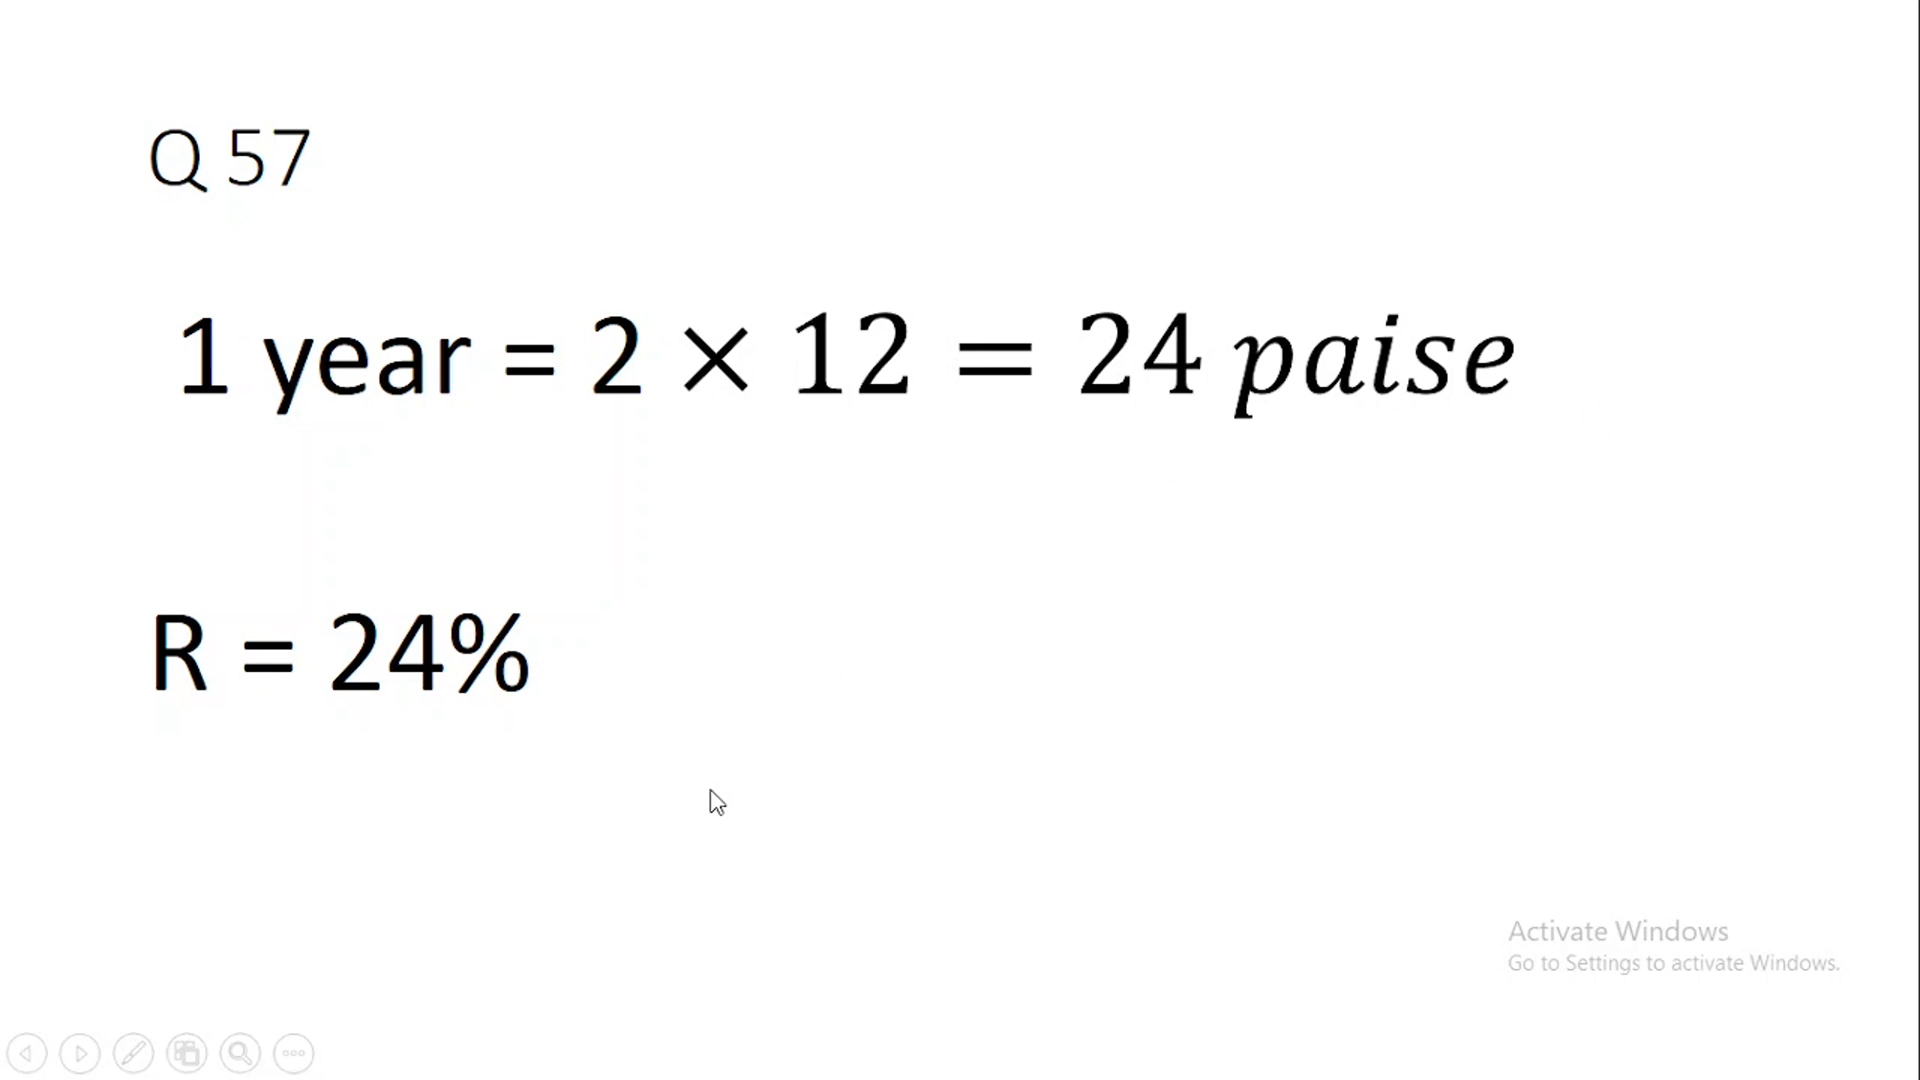 Q 57
1 year = 2 × 12 = 24 paise
R = 24%
Activate Windows
Go to Settings to activate Windows.